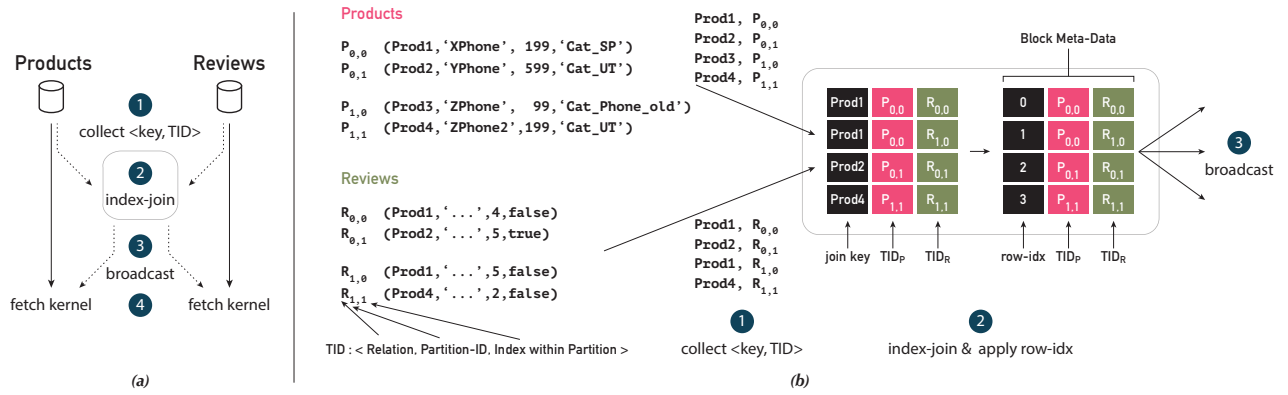 Products
Reviews
1
collect <key, TID>
2
index-join
3
broadcast
fetch kernel
4
fetch kernel
(a)
Products
P0,0 (Prod1,‘XPhone’, 199,‘Cat_SP’)
P0,1 (Prod2,‘YPhone’, 599,‘Cat_UT’)
P1,0 (Prod3,‘ZPhone’, 99,‘Cat_Phone_old’)
P1,1 (Prod4,‘ZPhone2’,199,‘Cat_UT’)
Reviews
R0,0 (Prod1,‘...’,4,false)
R0,1 (Prod2,‘...’,5,true)
R1,0 (Prod1,‘...’,5,false)
R1,1 (Prod4,‘...’,2,false)
TID : < Relation, Partition-ID, Index within Partition >
Prod1, P0,0
Prod2, P0,1
Prod3, P1,0
Prod4, P1,1
Prod1, R0,0
Prod2, R0,1
Prod1, R1,0
Prod4, R1,1
1
collect <key, TID>
Prod1 P0,0 R0,0
Prod1 P0,0 R1,0
Prod2 P0,1 R0,1
Prod4 P1,1 R1,1
join key TIDP TIDR
Block Meta-Data
0 P0,0 R0,0
1 P0,0 R1,0
2 P0,1 R0,1
3 P1,1 R1,1
row-idx TIDP TIDR
2
index-join & apply row-idx
3
broadcast
(b)